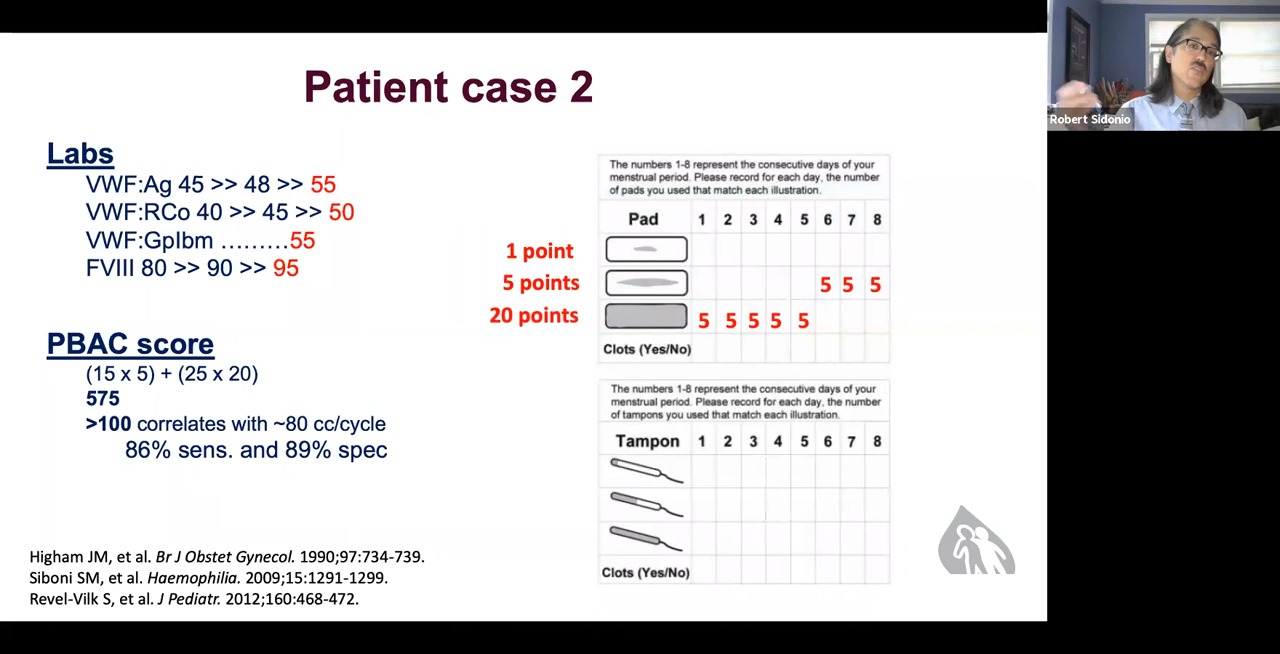 Patient case 2
Robert Sidonio
Labs
VWF:Ag 45 >> 48 >> 55
VWF:RCo 40 >> 45 >> 50
VWF:GpIbm .........55
FVIII 80 >> 90 >> 95
PBAC score
(15 x 5) + (25 x 20)
575
>100 correlates with ~80 cc/cycle
86% sens. and 89% spec
The numbers 1-8 represent the consecutive days of your
menstrual period. Please record for each day, the number
of pads you used that match each illustration.
Pad 1 2 3 4 5 6 7 8
1 point
5 points 5 5 5
20 points 5 5 5 5 5
Clots (Yes/No)
The numbers 1-8 represent the consecutive days of your
menstrual period. Please record for each day, the number
of tampons you used that match each illustration.
Tampon 1 2 3 4 5 6 7 8
Clots (Yes/No)
Higham JM, et al. Br J Obstet Gynecol. 1990;97:734-739.
Siboni SM, et al. Haemophilia. 2009;15:1291-1299.
Revel-Vilk S, et al. J Pediatr. 2012;160:468-472.